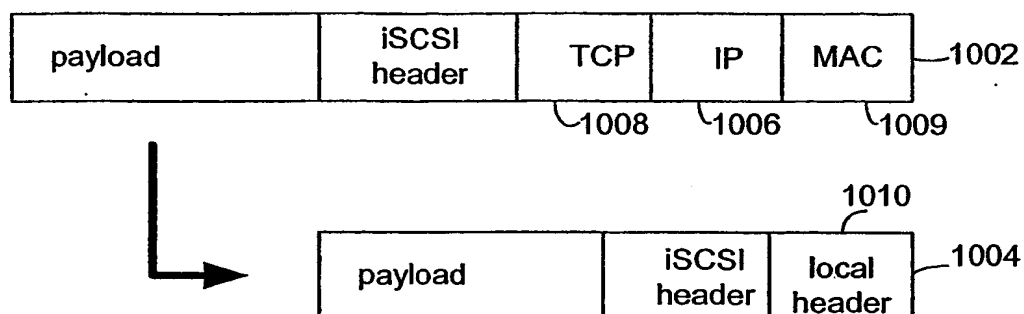 payload
iSCSI
header
TCP
IP
MAC
1002
1008
1006
1009
1010
payload
iSCSI
header
local
header
1004